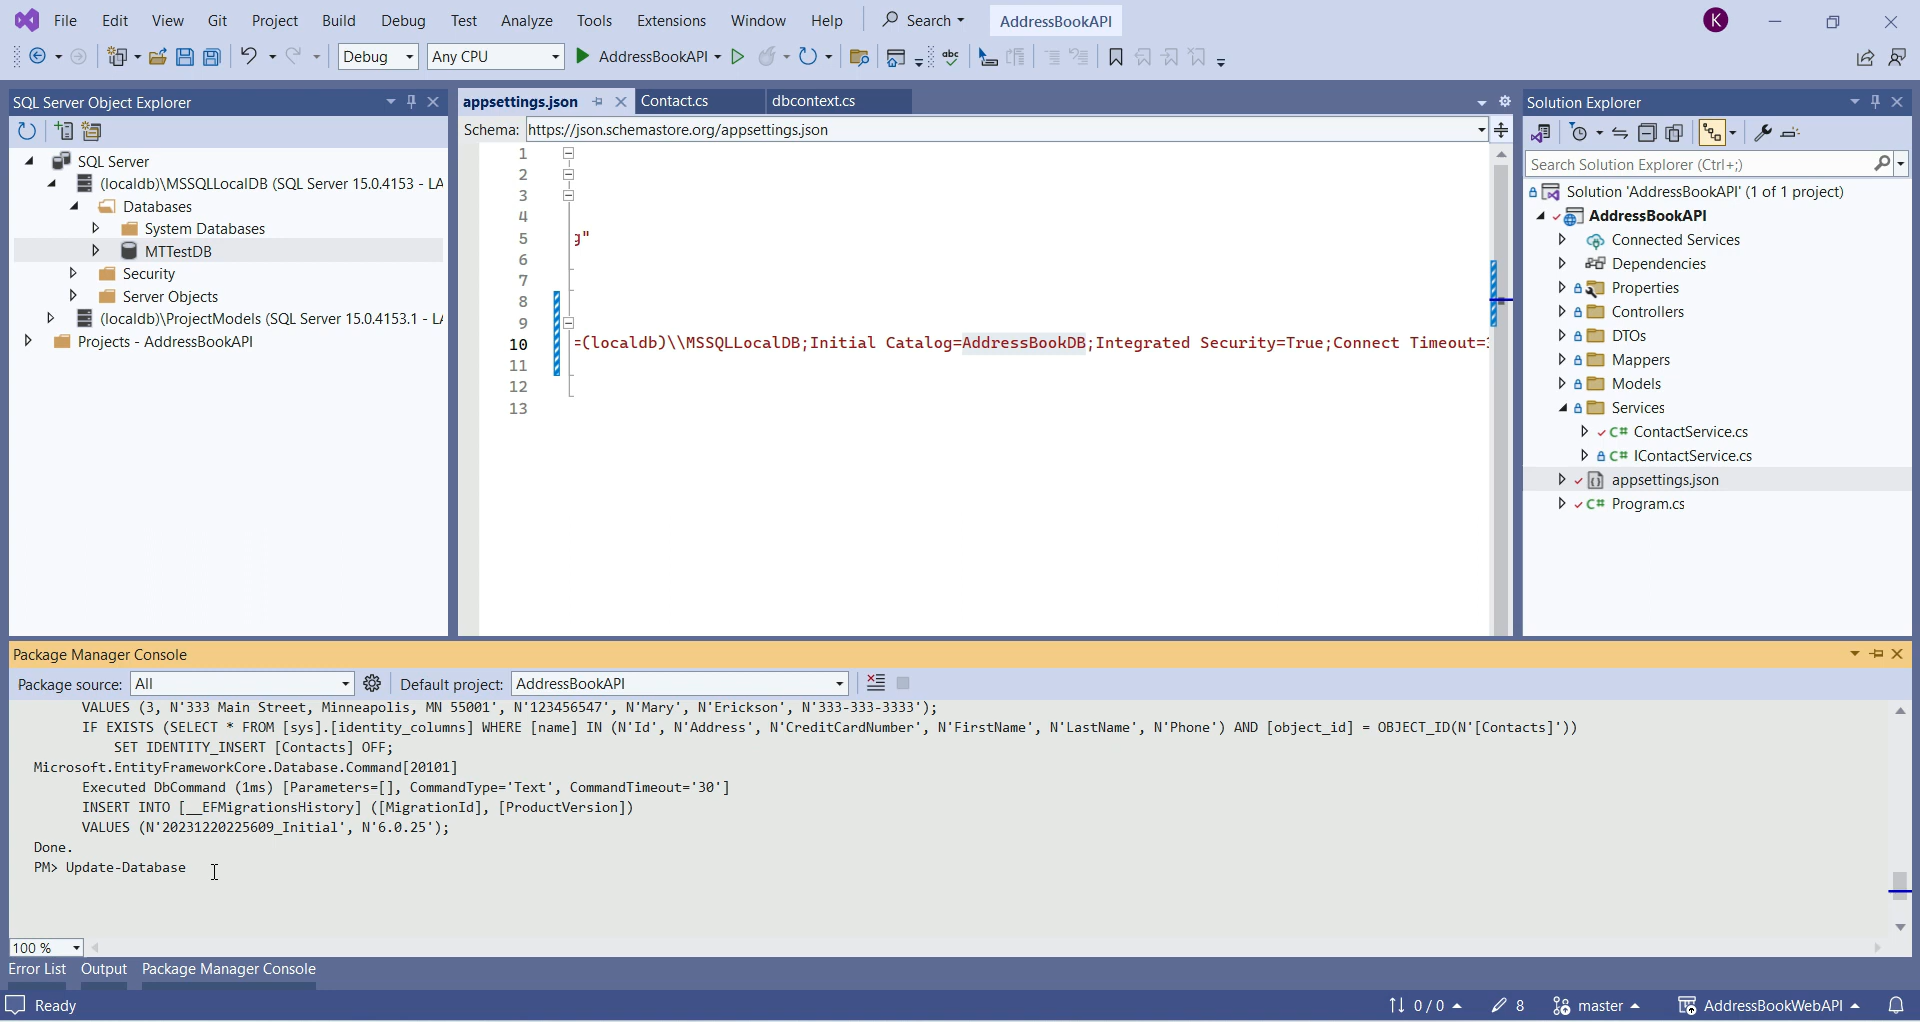 File Edit View Git Project Build Debug Test Analyze Tools Extensions Window Help Search AddressBookAPI K
Debug Any CPU AddressBookAPI abc
SQL Server Object Explorer
SQL Server
(localdb)\MSSQLLocalDB (SQL Server 15.0.4153 - LA
Databases
System Databases
MTTestDB
Security
Server Objects
(localdb)\ProjectModels (SQL Server 15.0.4153.1 - LA
Projects - AddressBookAPI
appsettings.json Contact.cs dbcontext.cs
Schema: https://json.schemastore.org/appsettings.json
1
2
3
4
5 g"
6
7
8
9
10 =(localdb)\\MSSQLLocalDB;Initial Catalog=AddressBookDB;Integrated Security=True;Connect Timeout=
11
12
13
Solution Explorer
Search Solution Explorer (Ctrl+;)
Solution 'AddressBookAPI' (1 of 1 project)
AddressBookAPI
Connected Services
Dependencies
Properties
Controllers
DTOs
Mappers
Models
Services
C# ContactService.cs
C# IContactService.cs
appsettings.json
C# Program.cs
Package Manager Console
Package source: All Default project: AddressBookAPI
VALUES (3, N'333 Main Street, Minneapolis, MN 55001', N'123456547', N'Mary', N'Erickson', N'333-333-3333');
IF EXISTS (SELECT * FROM [sys].[identity_columns] WHERE [name] IN (N'Id', N'Address', N'CreditCardNumber', N'FirstName', N'LastName', N'Phone') AND [object_id] = OBJECT_ID(N'[Contacts]'))
SET IDENTITY_INSERT [Contacts] OFF;
Microsoft.EntityFrameworkCore.Database.Command[20101]
Executed DbCommand (1ms) [Parameters=[], CommandType='Text', CommandTimeout='30']
INSERT INTO [__EFMigrationsHistory] ([MigrationId], [ProductVersion])
VALUES (N'20231220225609_Initial', N'6.0.25');
Done.
PM> Update-Database
100 %
Error List Output Package Manager Console
Ready 0 / 0 8 master AddressBookWebAPI